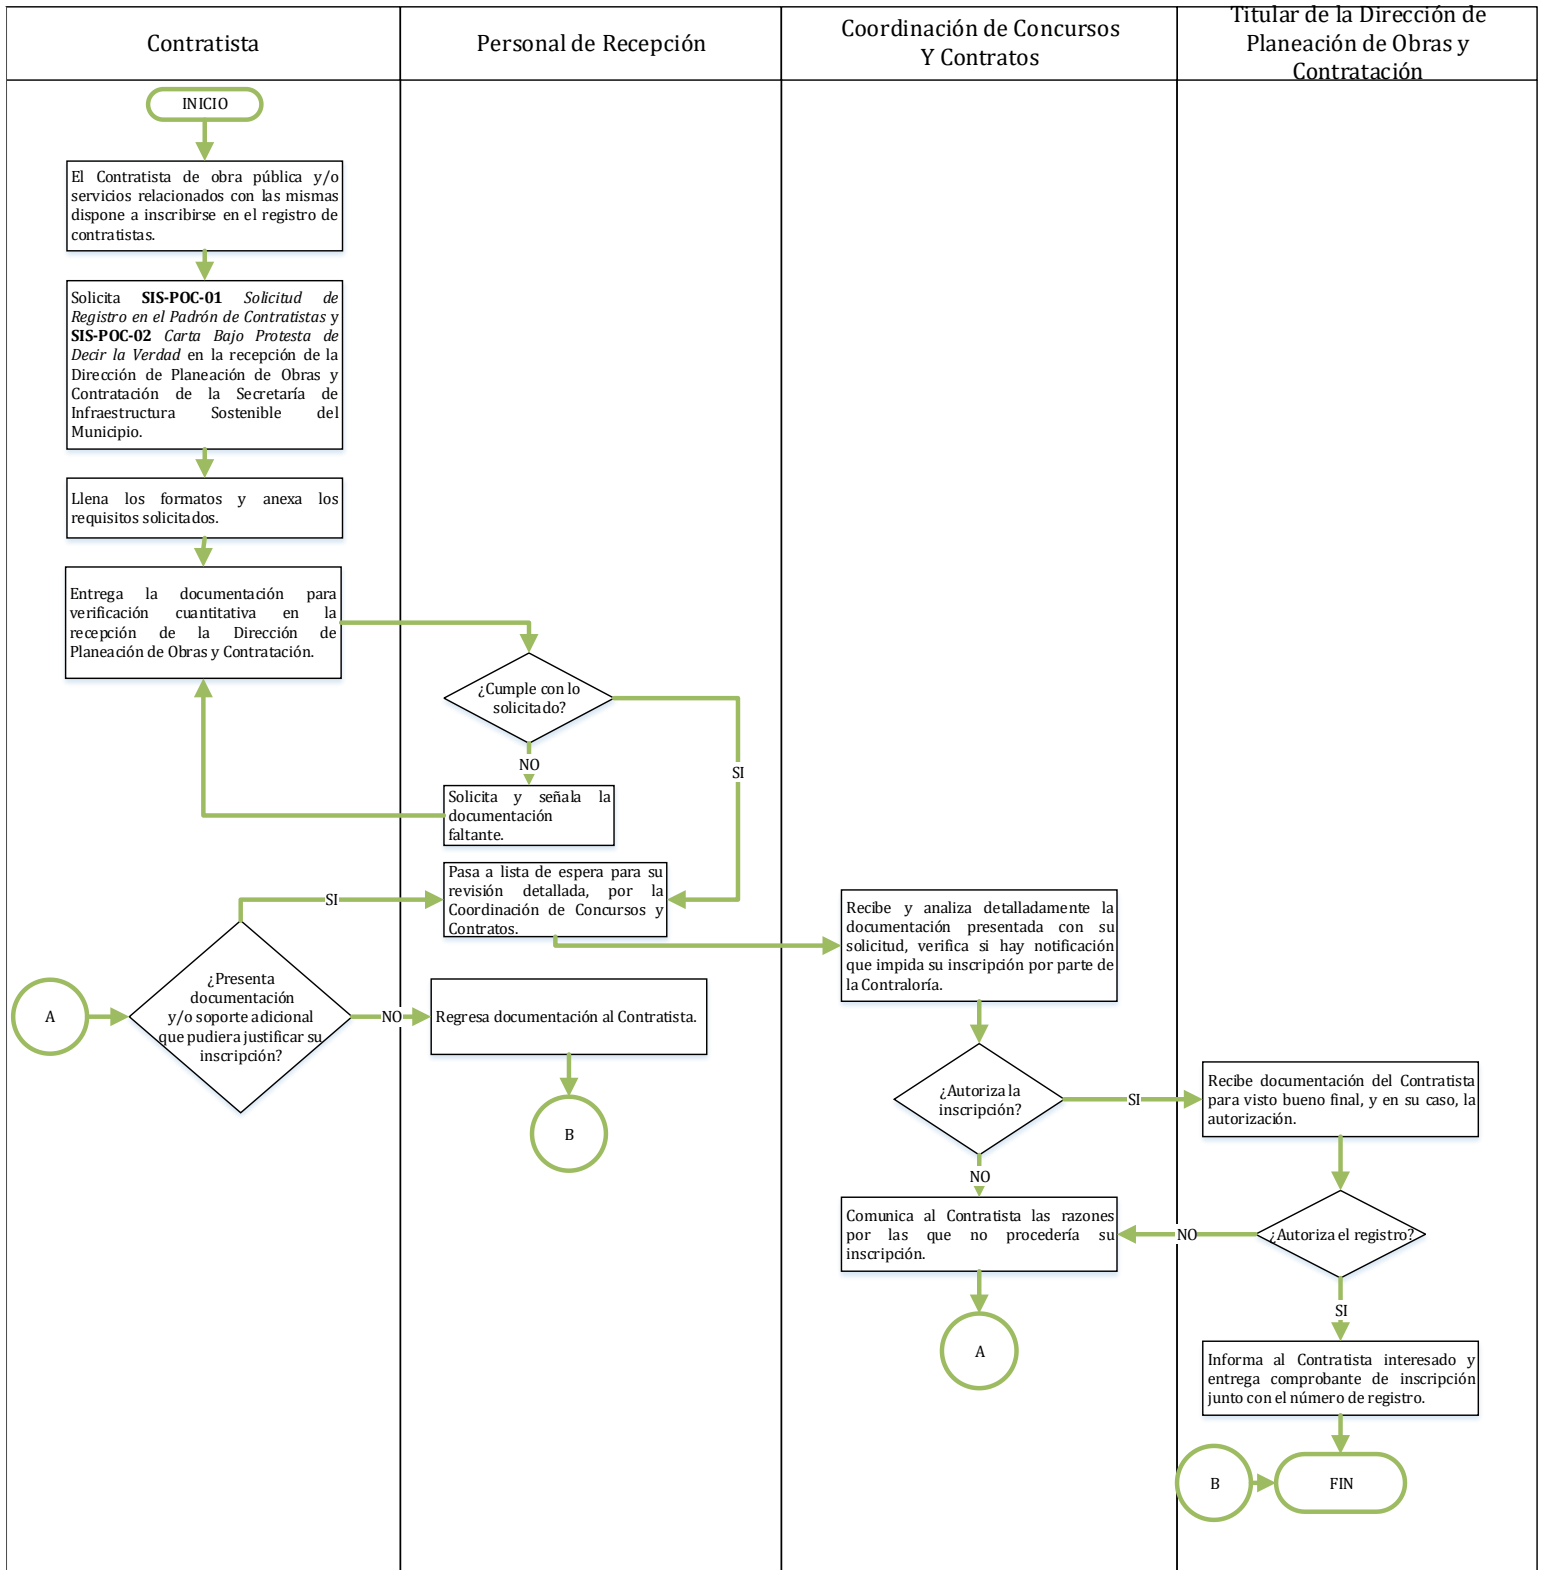 Contratista
Personal de Recepción
Coordinación de Concursos
Y Contratos
Titular de la Dirección de
Planeación de Obras y
Contratación
INICIO
El Contratista de obra pública y/o
servicios relacionados con las mismas
dispone a inscribirse en el registro de
contratistas.
Solicita SIS-POC-01 Solicitud de
Registro en el Padrón de Contratistas y
SIS-POC-02 Carta Bajo Protesta de
Decir la Verdad en la recepción de la
Dirección de Planeación de Obras y
Contratación de la Secretaría de
Infraestructura Sostenible del
Municipio.
Llena los formatos y anexa los
requisitos solicitados.
Entrega la documentación para
verificación cuantitativa en la
recepción de la Dirección de
Planeación de Obras y Contratación.
¿Cumple con lo
solicitado?
NO
SI
Solicita y señala la
documentación
faltante.
Pasa a lista de espera para su
revisión detallada, por la
Coordinación de Concursos y
Contratos.
SI
Recibe y analiza detalladamente la
documentación presentada con su
solicitud, verifica si hay notificación
que impida su inscripción por parte de
la Contraloría.
A
¿Presenta
documentación
y/o soporte adicional
que pudiera justificar su
inscripción?
NO
Regresa documentación al Contratista.
B
¿Autoriza la
inscripción?
SI
Recibe documentación del Contratista
para visto bueno final, y en su caso, la
autorización.
NO
Comunica al Contratista las razones
por las que no procedería su
inscripción.
NO
¿Autoriza el registro?
SI
A
Informa al Contratista interesado y
entrega comprobante de inscripción
junto con el número de registro.
B
FIN